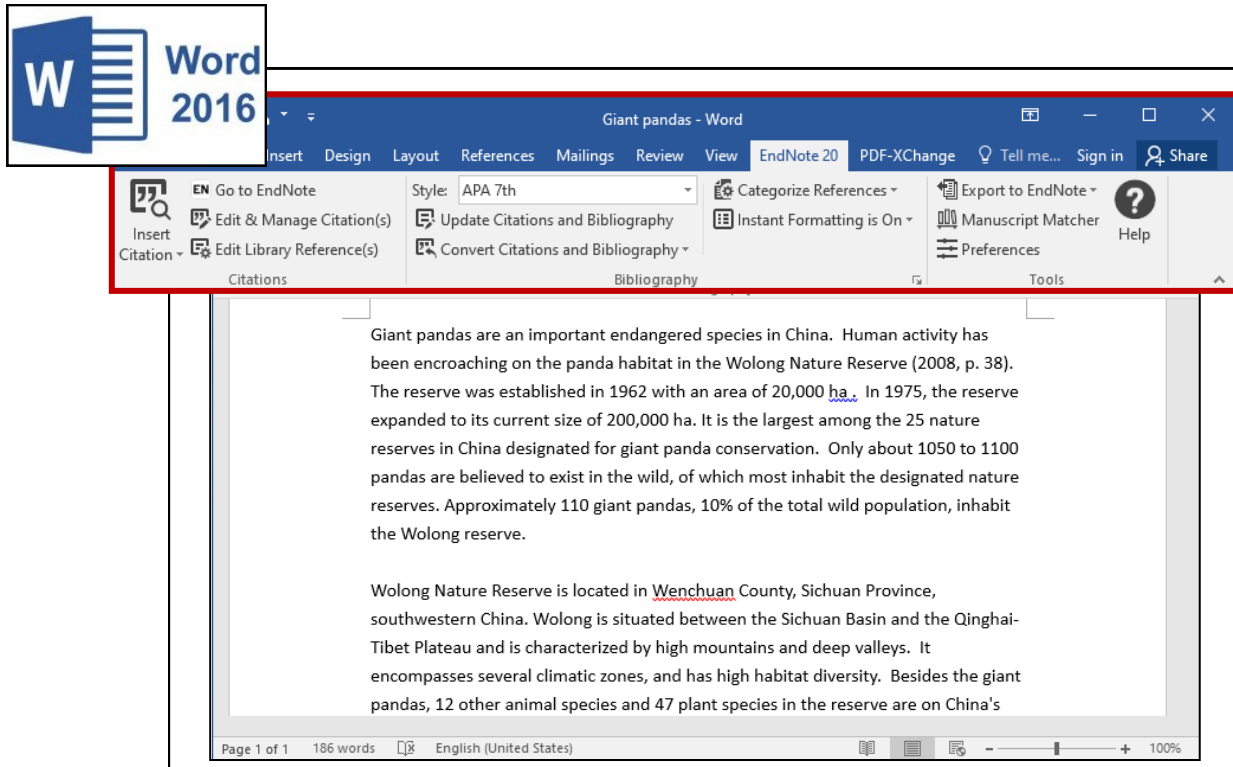 W
Word
2016
Giant pandas - Word
Insert Design Layout References Mailings Review View EndNote 20 PDF-XChange Tell me... Sign in Share
Insert
Citation
EN Go to EndNote
Edit & Manage Citation(s)
Edit Library Reference(s)
Citations
Style: APA 7th
Update Citations and Bibliography
Convert Citations and Bibliography
Bibliography
Categorize References
Instant Formatting is On
Export to EndNote
Manuscript Matcher
Preferences
Tools
? Help
Giant pandas are an important endangered species in China.  Human activity has
been encroaching on the panda habitat in the Wolong Nature Reserve (2008, p. 38).
The reserve was established in 1962 with an area of 20,000 ha .  In 1975, the reserve
expanded to its current size of 200,000 ha. It is the largest among the 25 nature
reserves in China designated for giant panda conservation.  Only about 1050 to 1100
pandas are believed to exist in the wild, of which most inhabit the designated nature
reserves. Approximately 110 giant pandas, 10% of the total wild population, inhabit
the Wolong reserve.
Wolong Nature Reserve is located in Wenchuan County, Sichuan Province,
southwestern China. Wolong is situated between the Sichuan Basin and the Qinghai-
Tibet Plateau and is characterized by high mountains and deep valleys.  It
encompasses several climatic zones, and has high habitat diversity.  Besides the giant
pandas, 12 other animal species and 47 plant species in the reserve are on China's
Page 1 of 1 186 words English (United States) - + 100%